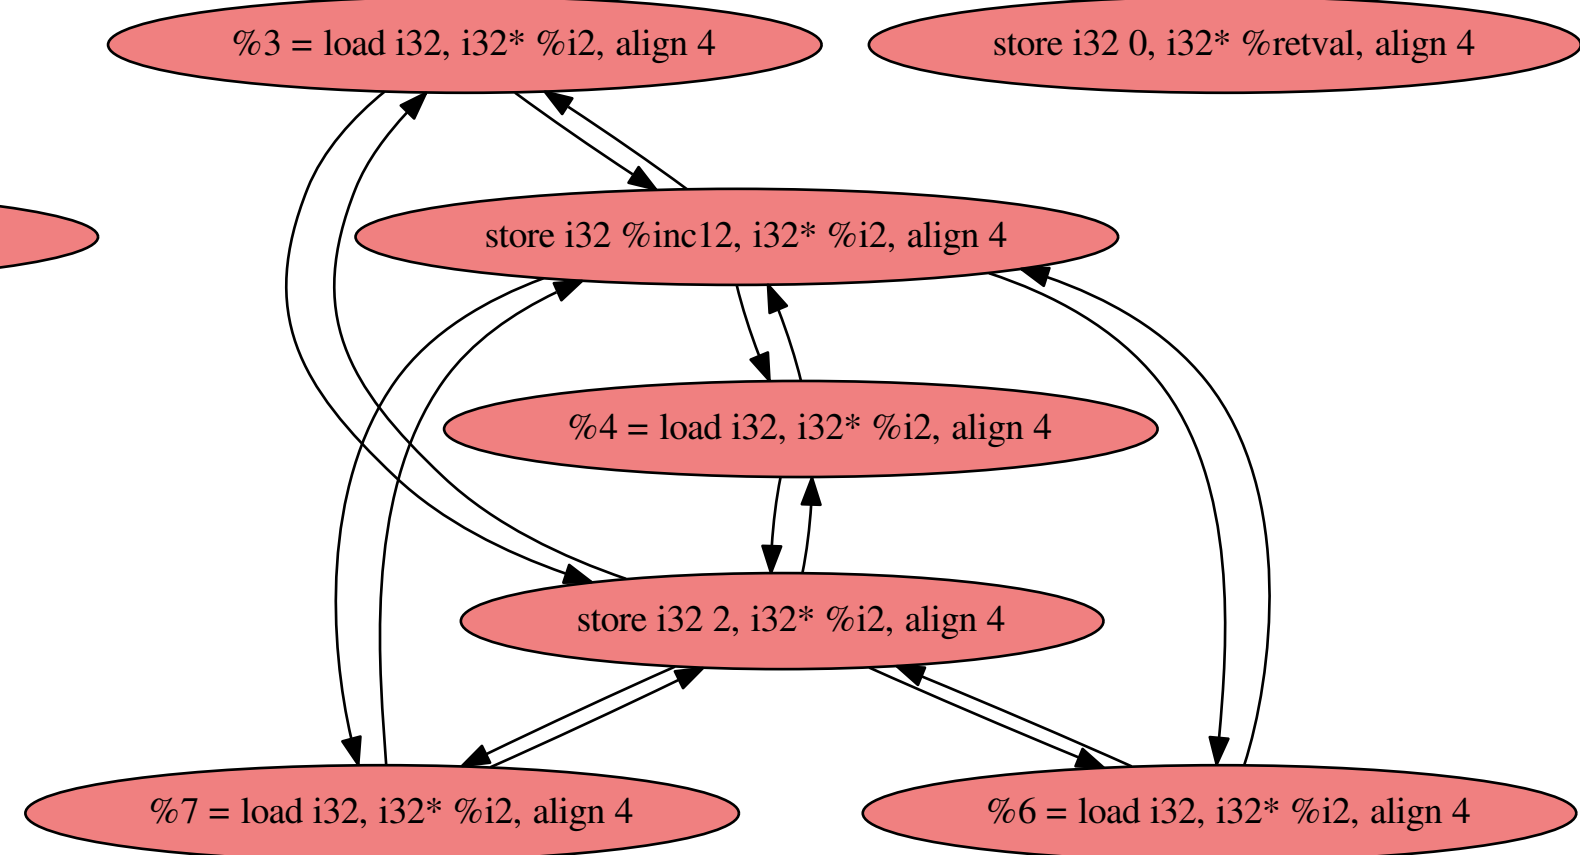 %3 = load i32, i32* %i2, align 4
store i32 0, i32* %retval, align 4
store i32 %inc12, i32* %i2, align 4
%4 = load i32, i32* %i2, align 4
store i32 2, i32* %i2, align 4
%7 = load i32, i32* %i2, align 4
%6 = load i32, i32* %i2, align 4